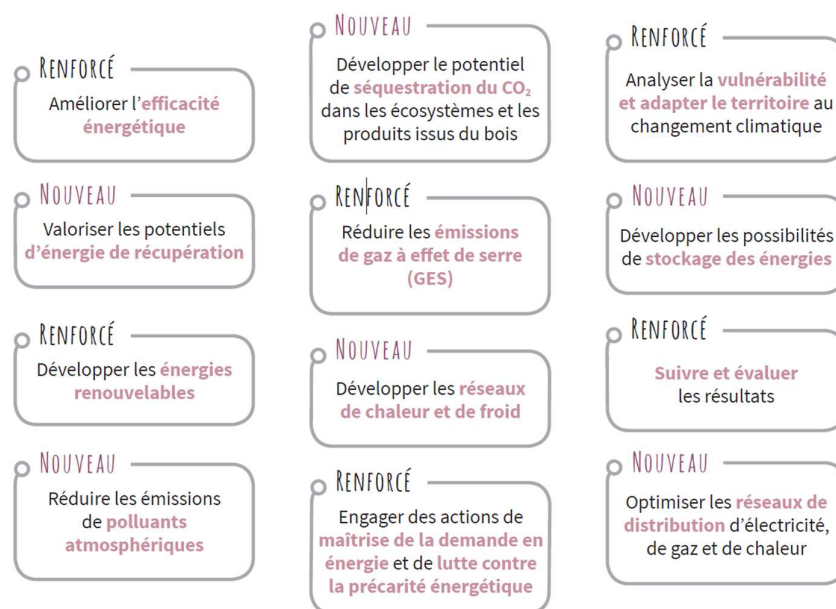 RENFORCÉ
Améliorer l'efficacité
énergétique
NOUVEAU
Valoriser les potentiels
d'énergie de récupération
RENFORCÉ
Développer les énergies
renouvelables
NOUVEAU
Réduire les émissions
de polluants
atmosphériques
NOUVEAU
Développer le potentiel
de séquestration du CO₂
dans les écosystèmes et les
produits issus du bois
RENFORCÉ
Réduire les émissions
de gaz à effet de serre
(GES)
NOUVEAU
Développer les réseaux
de chaleur et de froid
RENFORCÉ
Engager des actions de
maîtrise de la demande en
énergie et de lutte contre
la précarité énergétique
RENFORCÉ
Analyser la vulnérabilité
et adapter le territoire au
changement climatique
NOUVEAU
Développer les possibilités
de stockage des énergies
RENFORCÉ
Suivre et évaluer
les résultats
NOUVEAU
Optimiser les réseaux de
distribution d'électricité,
de gaz et de chaleur